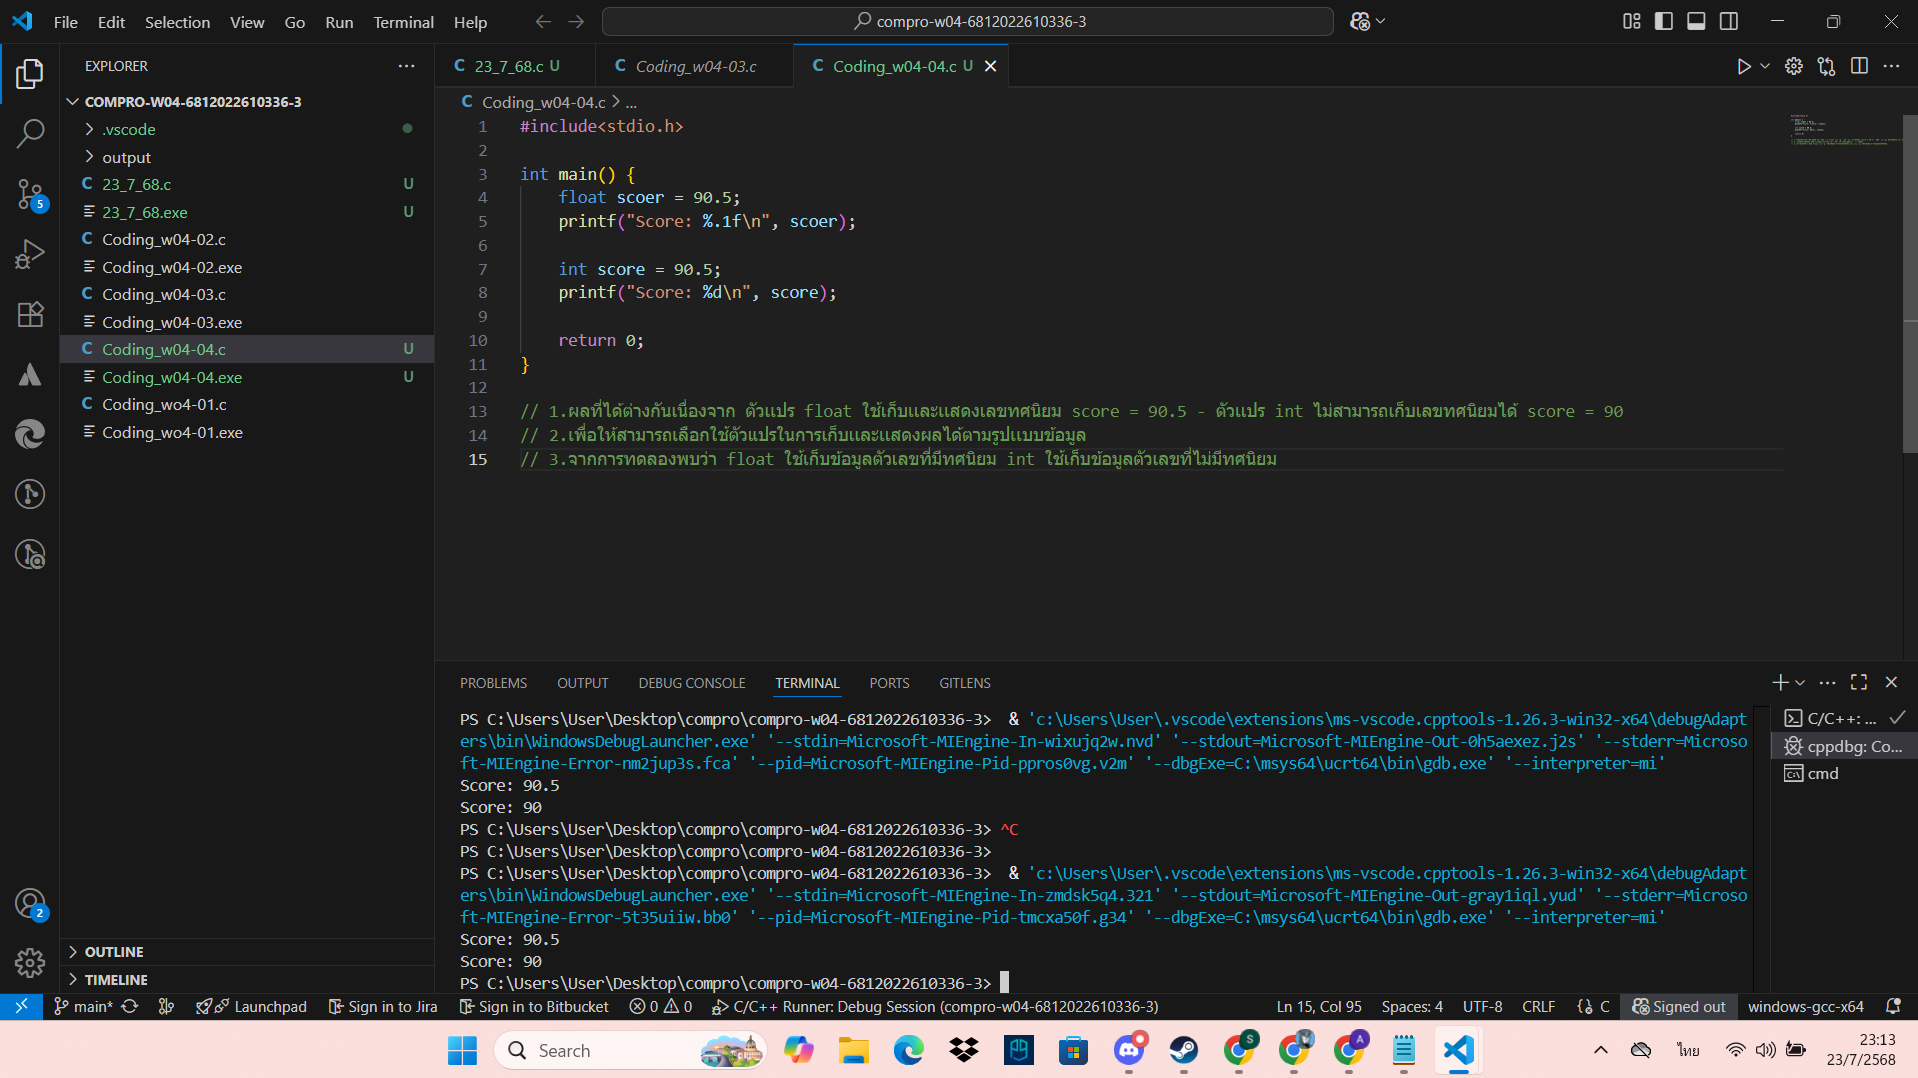 File Edit Selection View Go Run Terminal Help
compro-w04-6812022610336-3
EXPLORER
COMPRO-W04-6812022610336-3
.vscode
output
23_7_68.c U
23_7_68.exe U
Coding_w04-02.c
Coding_w04-02.exe
Coding_w04-03.c
Coding_w04-03.exe
Coding_w04-04.c U
Coding_w04-04.exe U
Coding_wo4-01.c
Coding_wo4-01.exe
OUTLINE
TIMELINE
5
2
C 23_7_68.c U C Coding_w04-03.c C Coding_w04-04.c U
C Coding_w04-04.c > ...
1 #include<stdio.h>
2
3 int main() {
4 float scoer = 90.5;
5 printf("Score: %.1f\n", scoer);
6
7 int score = 90.5;
8 printf("Score: %d\n", score);
9
10 return 0;
11 }
12
13 // 1.ผลที่ได้ต่างกันเนื่องจาก ตัวแปร float ใช้เก็บและแสดงเลขทศนิยม score = 90.5 - ตัวแปร int ไม่สามารถเก็บเลขทศนิยมได้ score = 90
14 // 2.เพื่อให้สามารถเลือกใช้ตัวแปรในการเก็บและแสดงผลได้ตามรูปแบบข้อมูล
15 // 3.จากการทดลองพบว่า float ใช้เก็บข้อมูลตัวเลขที่มีทศนิยม int ใช้เก็บข้อมูลตัวเลขที่ไม่มีทศนิยม
PROBLEMS OUTPUT DEBUG CONSOLE TERMINAL PORTS GITLENS
PS C:\Users\User\Desktop\compro\compro-w04-6812022610336-3> & 'c:\Users\User\.vscode\extensions\ms-vscode.cpptools-1.26.3-win32-x64\debugAdapt
ers\bin\WindowsDebugLauncher.exe' '--stdin=Microsoft-MIEngine-In-wixujq2w.nvd' '--stdout=Microsoft-MIEngine-Out-0h5aexez.j2s' '--stderr=Microso
ft-MIEngine-Error-nm2jup3s.fca' '--pid=Microsoft-MIEngine-Pid-ppros0vg.v2m' '--dbgExe=C:\msys64\ucrt64\bin\gdb.exe' '--interpreter=mi'
Score: 90.5
Score: 90
PS C:\Users\User\Desktop\compro\compro-w04-6812022610336-3> ^C
PS C:\Users\User\Desktop\compro\compro-w04-6812022610336-3>
PS C:\Users\User\Desktop\compro\compro-w04-6812022610336-3> & 'c:\Users\User\.vscode\extensions\ms-vscode.cpptools-1.26.3-win32-x64\debugAdapt
ers\bin\WindowsDebugLauncher.exe' '--stdin=Microsoft-MIEngine-In-zmdsk5q4.321' '--stdout=Microsoft-MIEngine-Out-gray1iql.yud' '--stderr=Microso
ft-MIEngine-Error-5t35uiiw.bb0' '--pid=Microsoft-MIEngine-Pid-tmcxa50f.g34' '--dbgExe=C:\msys64\ucrt64\bin\gdb.exe' '--interpreter=mi'
Score: 90.5
Score: 90
PS C:\Users\User\Desktop\compro\compro-w04-6812022610336-3>
C/C++: ...
cppdbg: Co...
cmd
main* Launchpad Sign in to Jira Sign in to Bitbucket 0 0 C/C++ Runner: Debug Session (compro-w04-6812022610336-3) Ln 15, Col 95 Spaces: 4 UTF-8 CRLF C Signed out windows-gcc-x64
Search
ไทย
23:13
23/7/2568